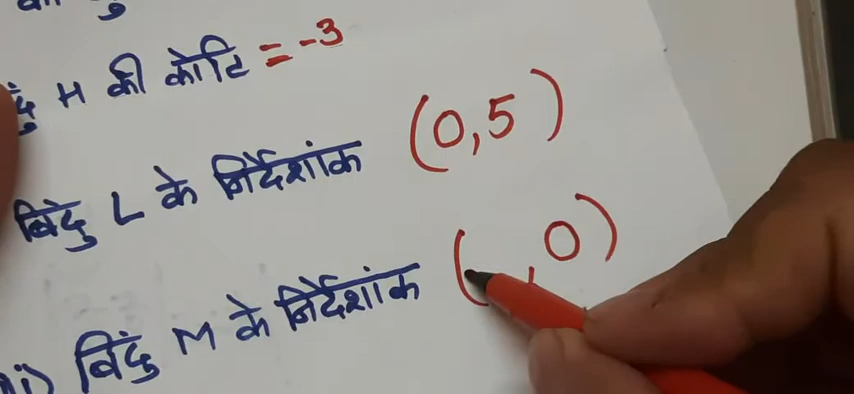 H की कोटि = -3
बिंदु L के निर्देशांक (0,5)
बिंदु M के निर्देशांक ( ,0)